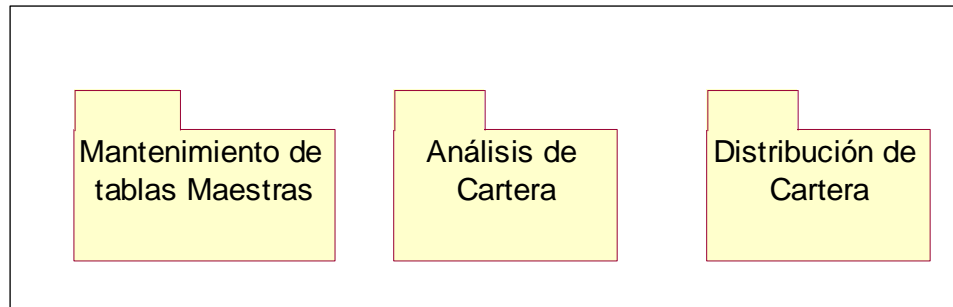 Mantenimiento de
tablas Maestras
Análisis de
Cartera
Distribución de
Cartera